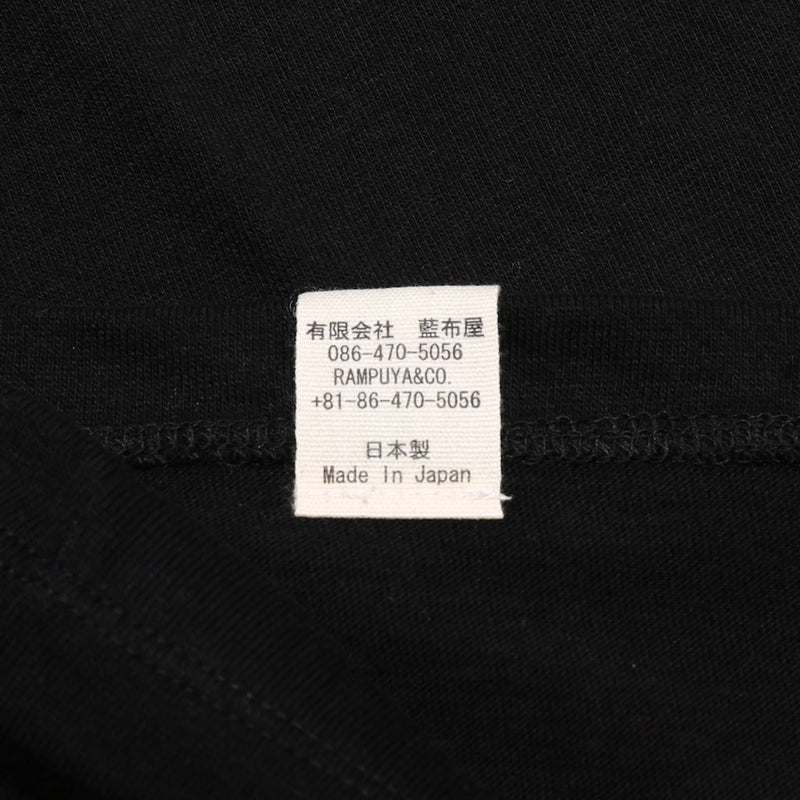 有限会社　藍布屋
086-470-5056
RAMPUYA&CO.
+81-86-470-5056
日本製
Made In Japan